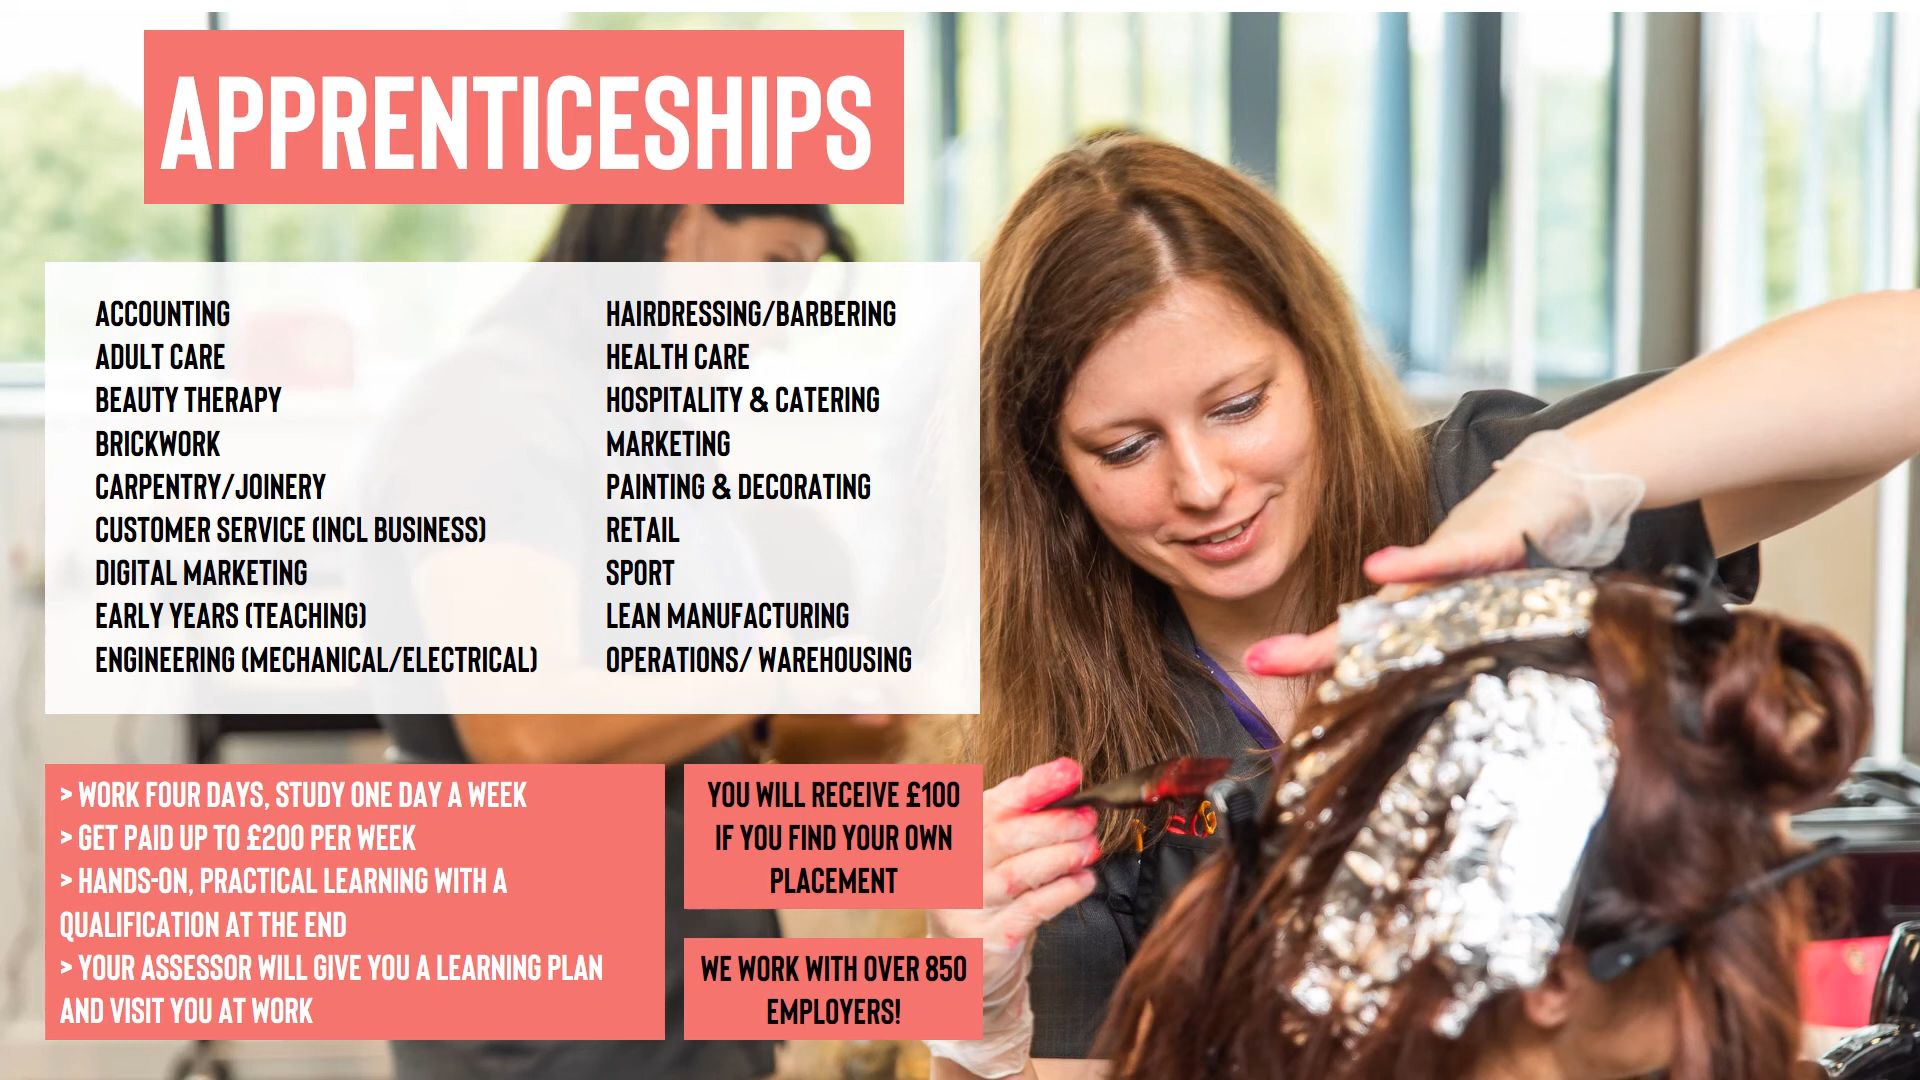 APPRENTICESHIPS
ACCOUNTING
ADULT CARE
BEAUTY THERAPY
BRICKWORK
CARPENTRY/JOINERY
CUSTOMER SERVICE (INCL BUSINESS)
DIGITAL MARKETING
EARLY YEARS (TEACHING)
ENGINEERING (MECHANICAL/ELECTRICAL)
HAIRDRESSING/BARBERING
HEALTH CARE
HOSPITALITY & CATERING
MARKETING
PAINTING & DECORATING
RETAIL
SPORT
LEAN MANUFACTURING
OPERATIONS/ WAREHOUSING
> WORK FOUR DAYS, STUDY ONE DAY A WEEK
> GET PAID UP TO £200 PER WEEK
> HANDS-ON, PRACTICAL LEARNING WITH A
QUALIFICATION AT THE END
> YOUR ASSESSOR WILL GIVE YOU A LEARNING PLAN
AND VISIT YOU AT WORK
YOU WILL RECEIVE £100
IF YOU FIND YOUR OWN
PLACEMENT
WE WORK WITH OVER 850
EMPLOYERS!